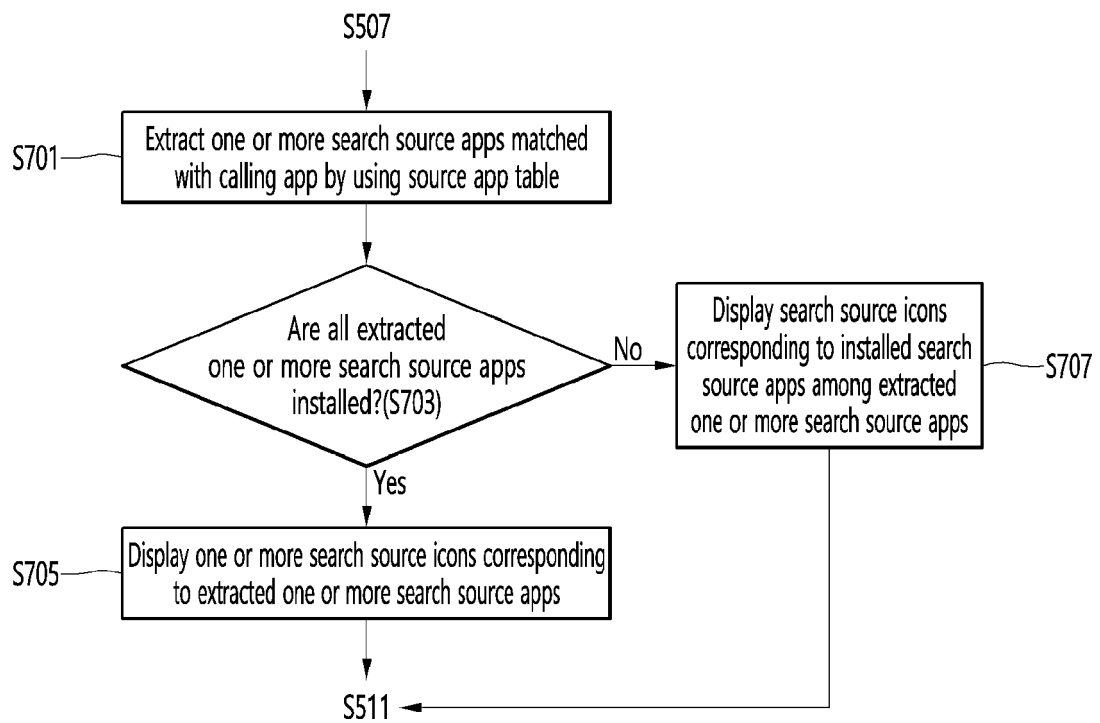 S507
S701
Extract one or more search source apps matched
with calling app by using source app table
Are all extracted
one or more search source apps
installed?(S703)
No
Display search source icons
corresponding to installed search
source apps among extracted
one or more search source apps
S707
Yes
S705
Display one or more search source icons corresponding
to extracted one or more search source apps
S511